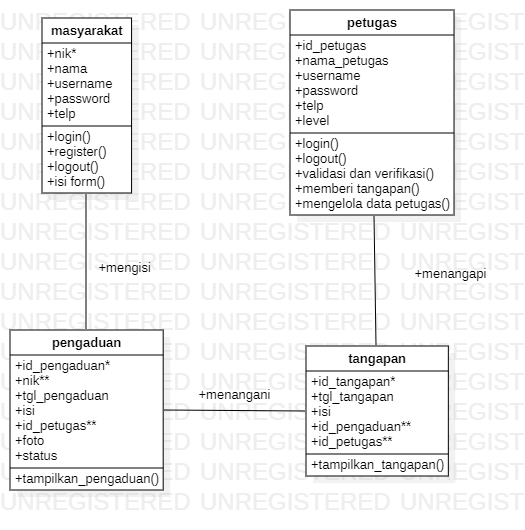 masyarakat
+nik*
+nama
+username
+password
+telp
+login()
+register()
+logout()
+isi form()
petugas
+id_petugas
+nama_petugas
+username
+password
+telp
+level
+login()
+logout()
+validasi dan verifikasi()
+memberi tangapan()
+mengelola data petugas()
+mengisi
+menangapi
pengaduan
+id_pengaduan*
+nik**
+tgl_pengaduan
+isi
+id_petugas**
+foto
+status
+tampilkan_pengaduan()
+menangani
tangapan
+id_tangapan*
+tgl_tangapan
+isi
+id_pengaduan**
+id_petugas**
+tampilkan_tangapan()
UNREGISTERED